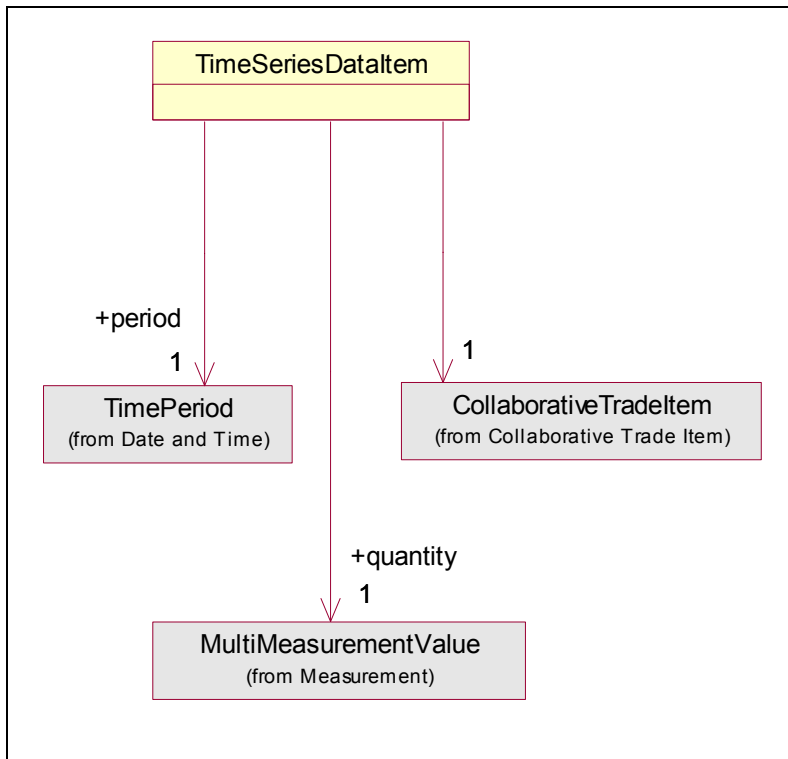 TimeSeriesDataItem
+period
1
1
TimePeriod
(from Date and Time)
CollaborativeTradeItem
(from Collaborative Trade Item)
+quantity
1
MultiMeasurementValue
(from Measurement)